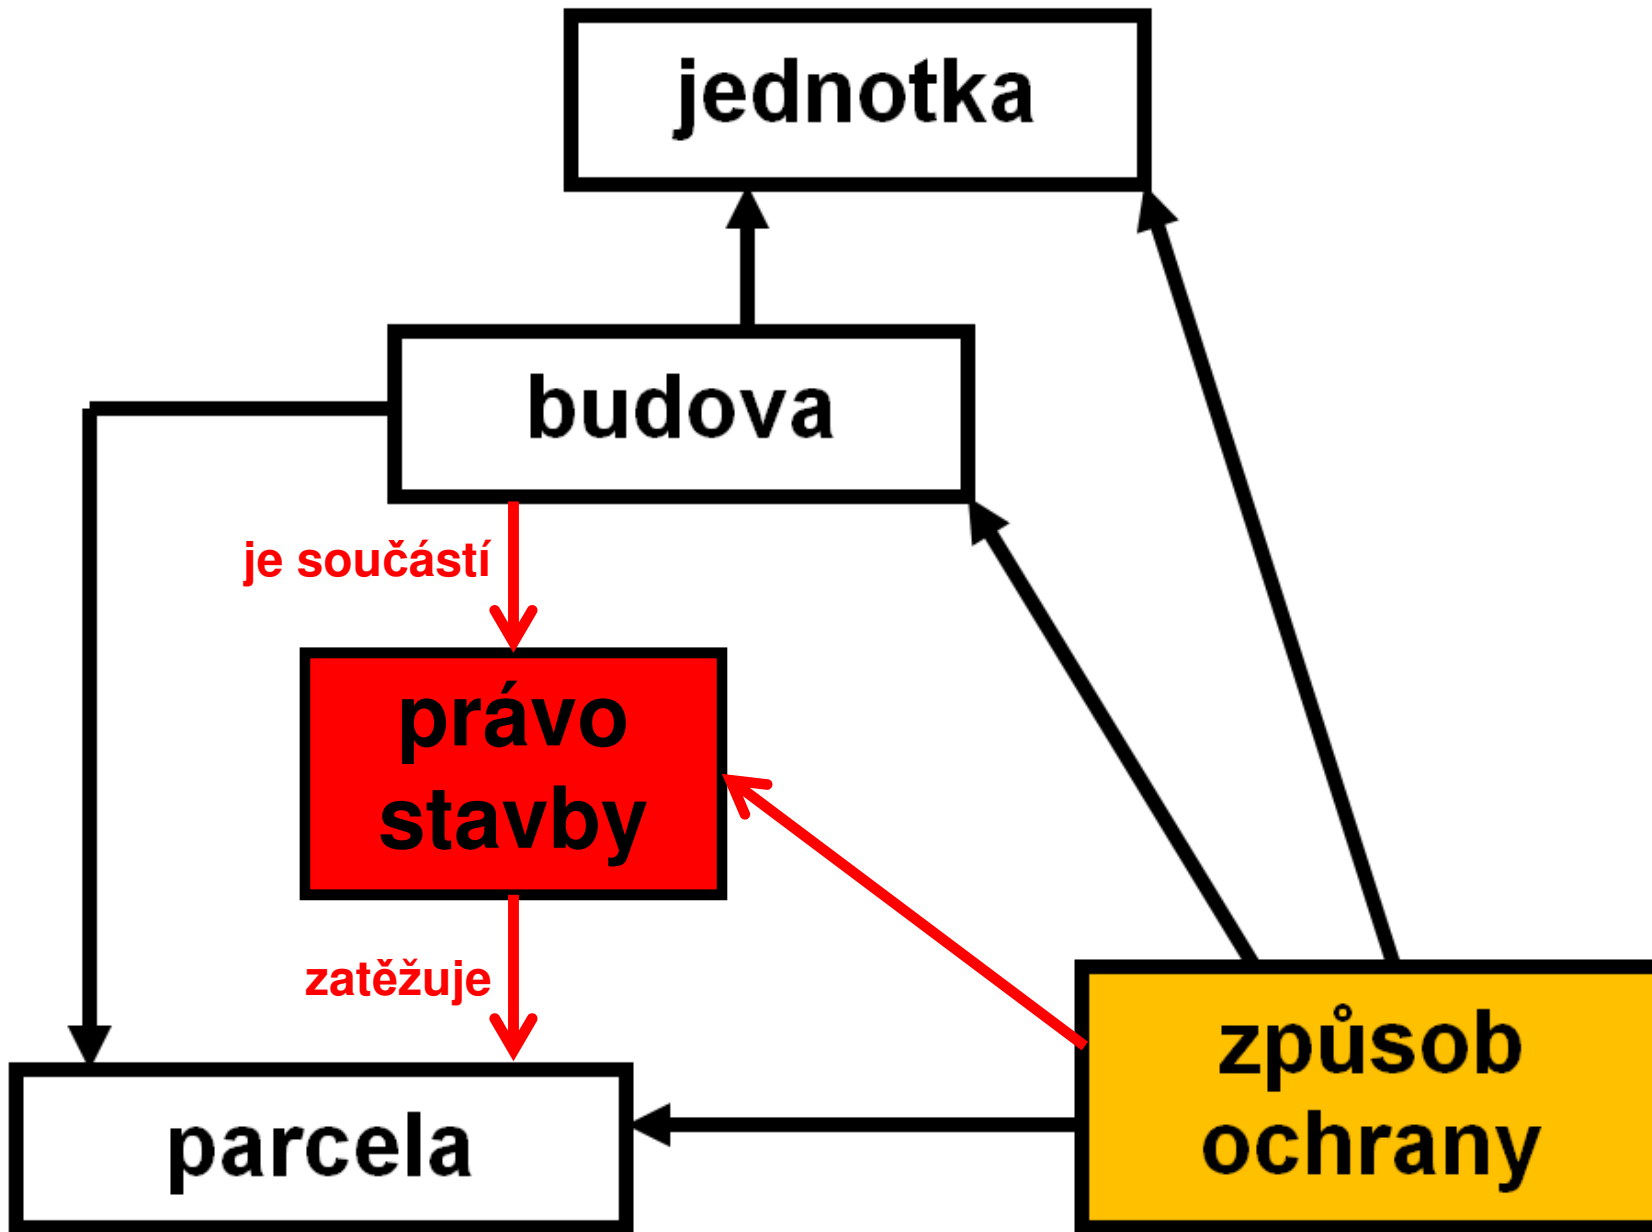 jednotka
budova
je součástí
právo
stavby
zatěžuje
způsob
ochrany
parcela